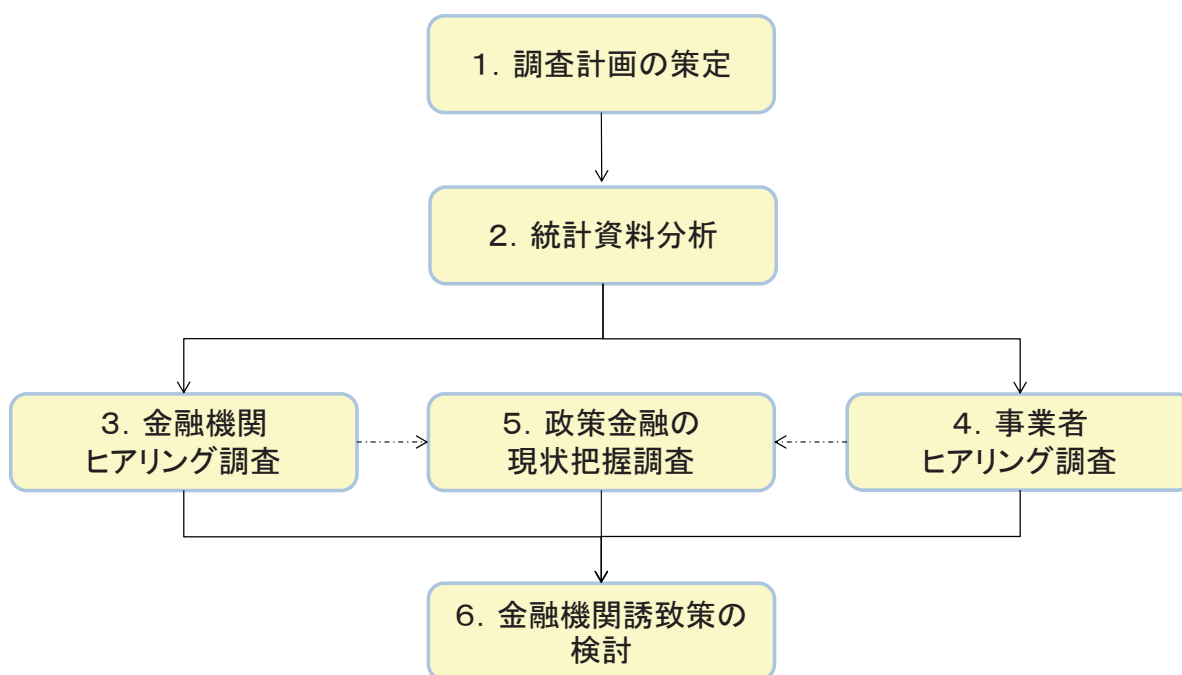 １．調査計画の策定
２．統計資料分析
３．金融機関
ヒアリング調査
５．政策金融の
現状把握調査
４．事業者
ヒアリング調査
６．金融機関誘致策の
検討